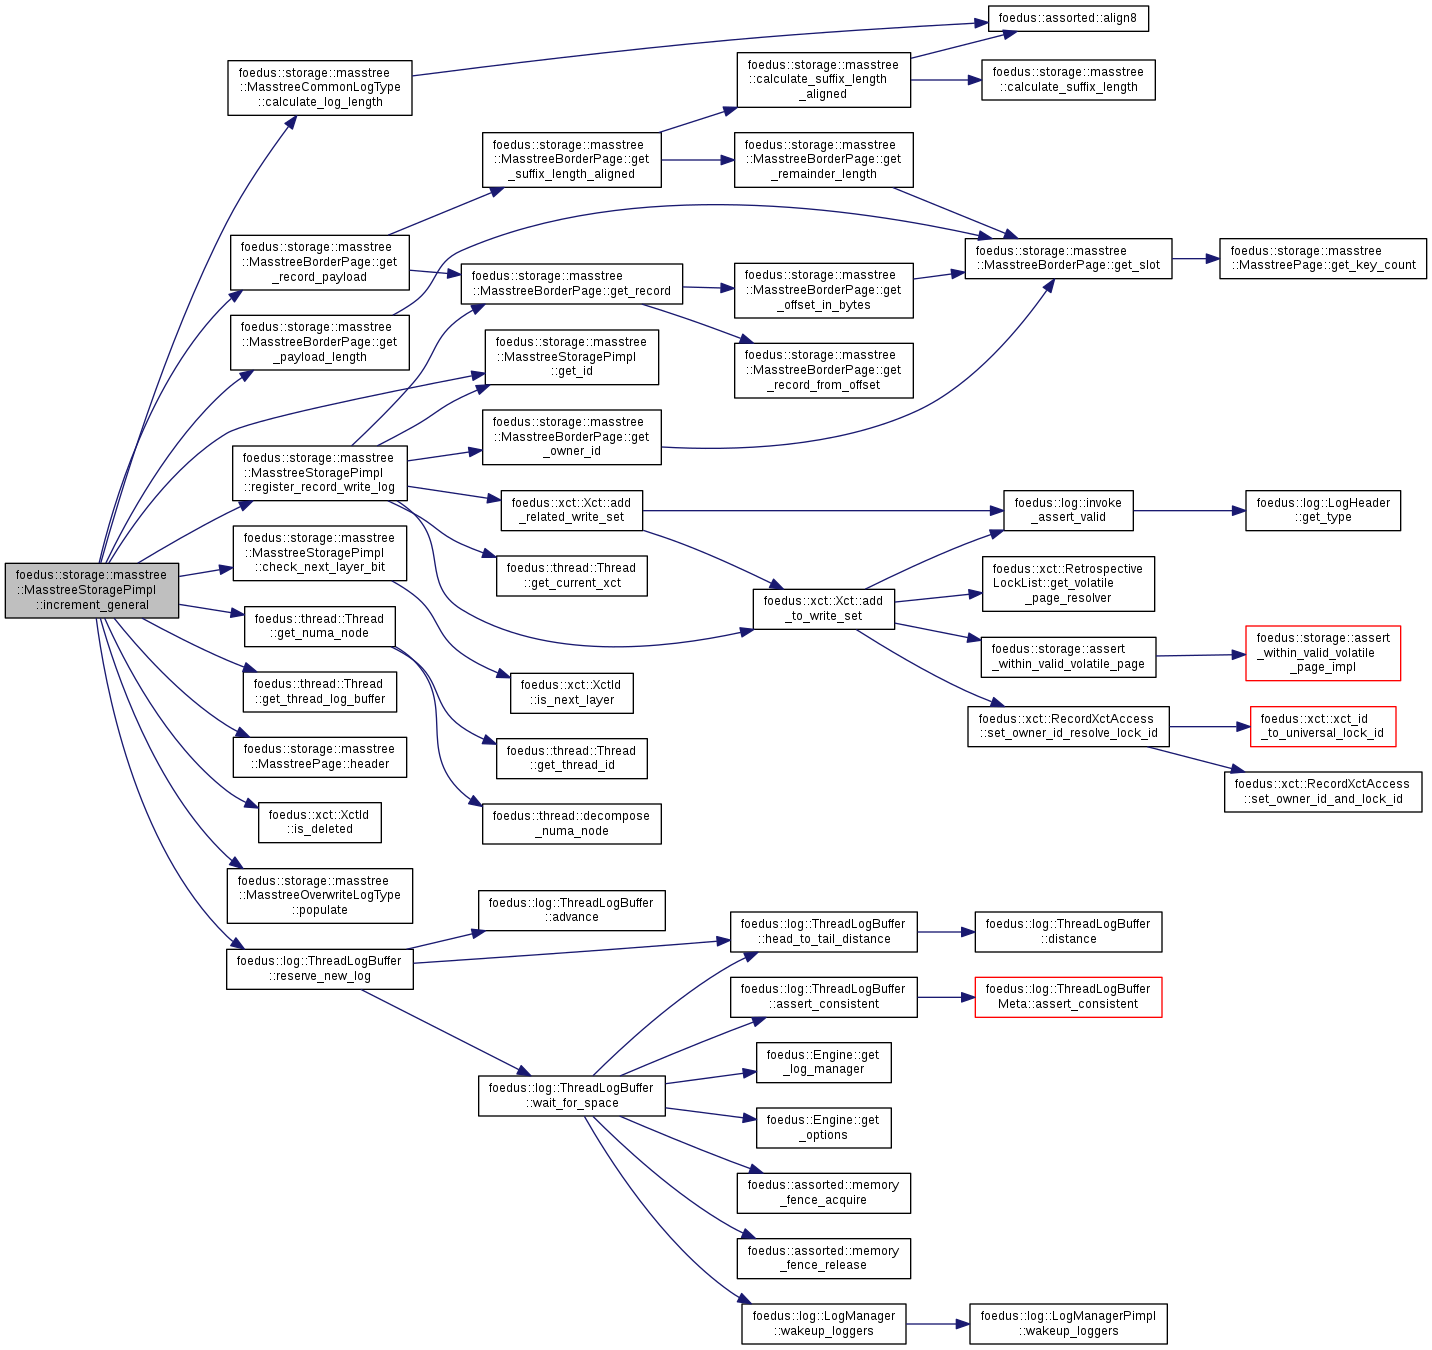 foedus::storage::masstree
::MasstreeStoragePimpl
::increment_general
foedus::storage::masstree
::MasstreeCommonLogType
::calculate_log_length
foedus::storage::masstree
::MasstreeBorderPage::get
_record_payload
foedus::storage::masstree
::MasstreeBorderPage::get
_payload_length
foedus::storage::masstree
::MasstreeStoragePimpl
::register_record_write_log
foedus::storage::masstree
::MasstreeStoragePimpl
::check_next_layer_bit
foedus::thread::Thread
::get_numa_node
foedus::thread::Thread
::get_thread_log_buffer
foedus::storage::masstree
::MasstreePage::header
foedus::xct::XctId
::is_deleted
foedus::storage::masstree
::MasstreeOverwriteLogType
::populate
foedus::log::ThreadLogBuffer
::reserve_new_log
foedus::storage::masstree
::MasstreeBorderPage::get
_suffix_length_aligned
foedus::storage::masstree
::MasstreeBorderPage::get_record
foedus::storage::masstree
::MasstreeStoragePimpl
::get_id
foedus::storage::masstree
::MasstreeBorderPage::get
_owner_id
foedus::xct::Xct::add
_related_write_set
foedus::thread::Thread
::get_current_xct
foedus::xct::XctId
::is_next_layer
foedus::thread::Thread
::get_thread_id
foedus::thread::decompose
_numa_node
foedus::log::ThreadLogBuffer
::advance
foedus::log::ThreadLogBuffer
::wait_for_space
foedus::storage::masstree
::calculate_suffix_length
_aligned
foedus::storage::masstree
::MasstreeBorderPage::get
_remainder_length
foedus::storage::masstree
::MasstreeBorderPage::get
_offset_in_bytes
foedus::storage::masstree
::MasstreeBorderPage::get
_record_from_offset
foedus::xct::Xct::add
_to_write_set
foedus::log::ThreadLogBuffer
::head_to_tail_distance
foedus::log::ThreadLogBuffer
::assert_consistent
foedus::Engine::get
_log_manager
foedus::Engine::get
_options
foedus::assorted::memory
_fence_acquire
foedus::assorted::memory
_fence_release
foedus::log::LogManager
::wakeup_loggers
foedus::assorted::align8
foedus::storage::masstree
::calculate_suffix_length
foedus::storage::masstree
::MasstreeBorderPage::get_slot
foedus::log::invoke
_assert_valid
foedus::xct::Retrospective
LockList::get_volatile
_page_resolver
foedus::storage::assert
_within_valid_volatile_page
foedus::xct::RecordXctAccess
::set_owner_id_resolve_lock_id
foedus::log::ThreadLogBuffer
::distance
foedus::log::ThreadLogBuffer
Meta::assert_consistent
foedus::log::LogManagerPimpl
::wakeup_loggers
foedus::storage::masstree
::MasstreePage::get_key_count
foedus::log::LogHeader
::get_type
foedus::storage::assert
_within_valid_volatile
_page_impl
foedus::xct::xct_id
_to_universal_lock_id
foedus::xct::RecordXctAccess
::set_owner_id_and_lock_id